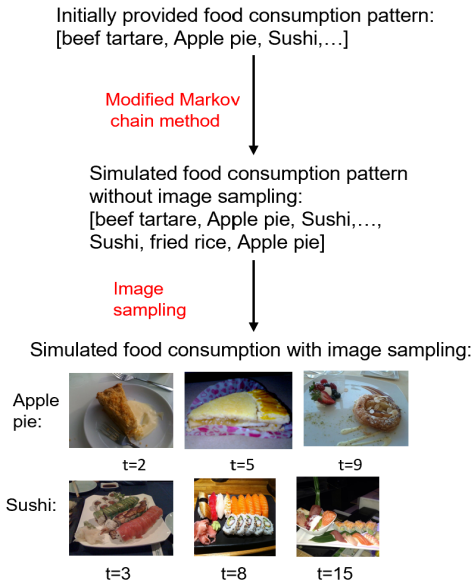 Initially provided food consumption pattern:
[beef tartare, Apple pie, Sushi,...]
Modified Markov
chain method
Simulated food consumption pattern
without image sampling:
[beef tartare, Apple pie, Sushi,...,
Sushi, fried rice, Apple pie]
Image
sampling
Simulated food consumption with image sampling:
Apple
pie:
t=2
t=5
t=9
Sushi:
t=3
t=8
t=15